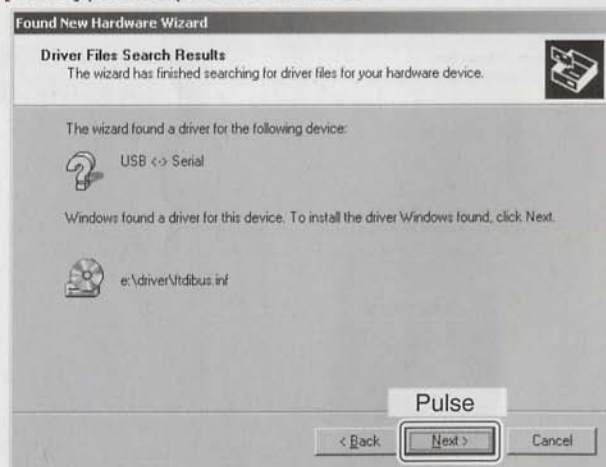 Found New Hardware Wizard
Driver Files Search Results
The wizard has finished searching for driver files for your hardware device.
The wizard found a driver for the following device:
USB <-> Serial
Windows found a driver for this device. To install the driver Windows found, click Next.
e:\driver\ftdibus.inf
Pulse
< Back
Next >
Cancel